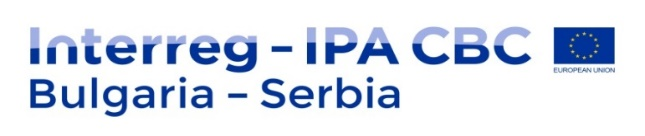 Interreg – IPA CBC
EUROPEAN UNION
Bulgaria – Serbia